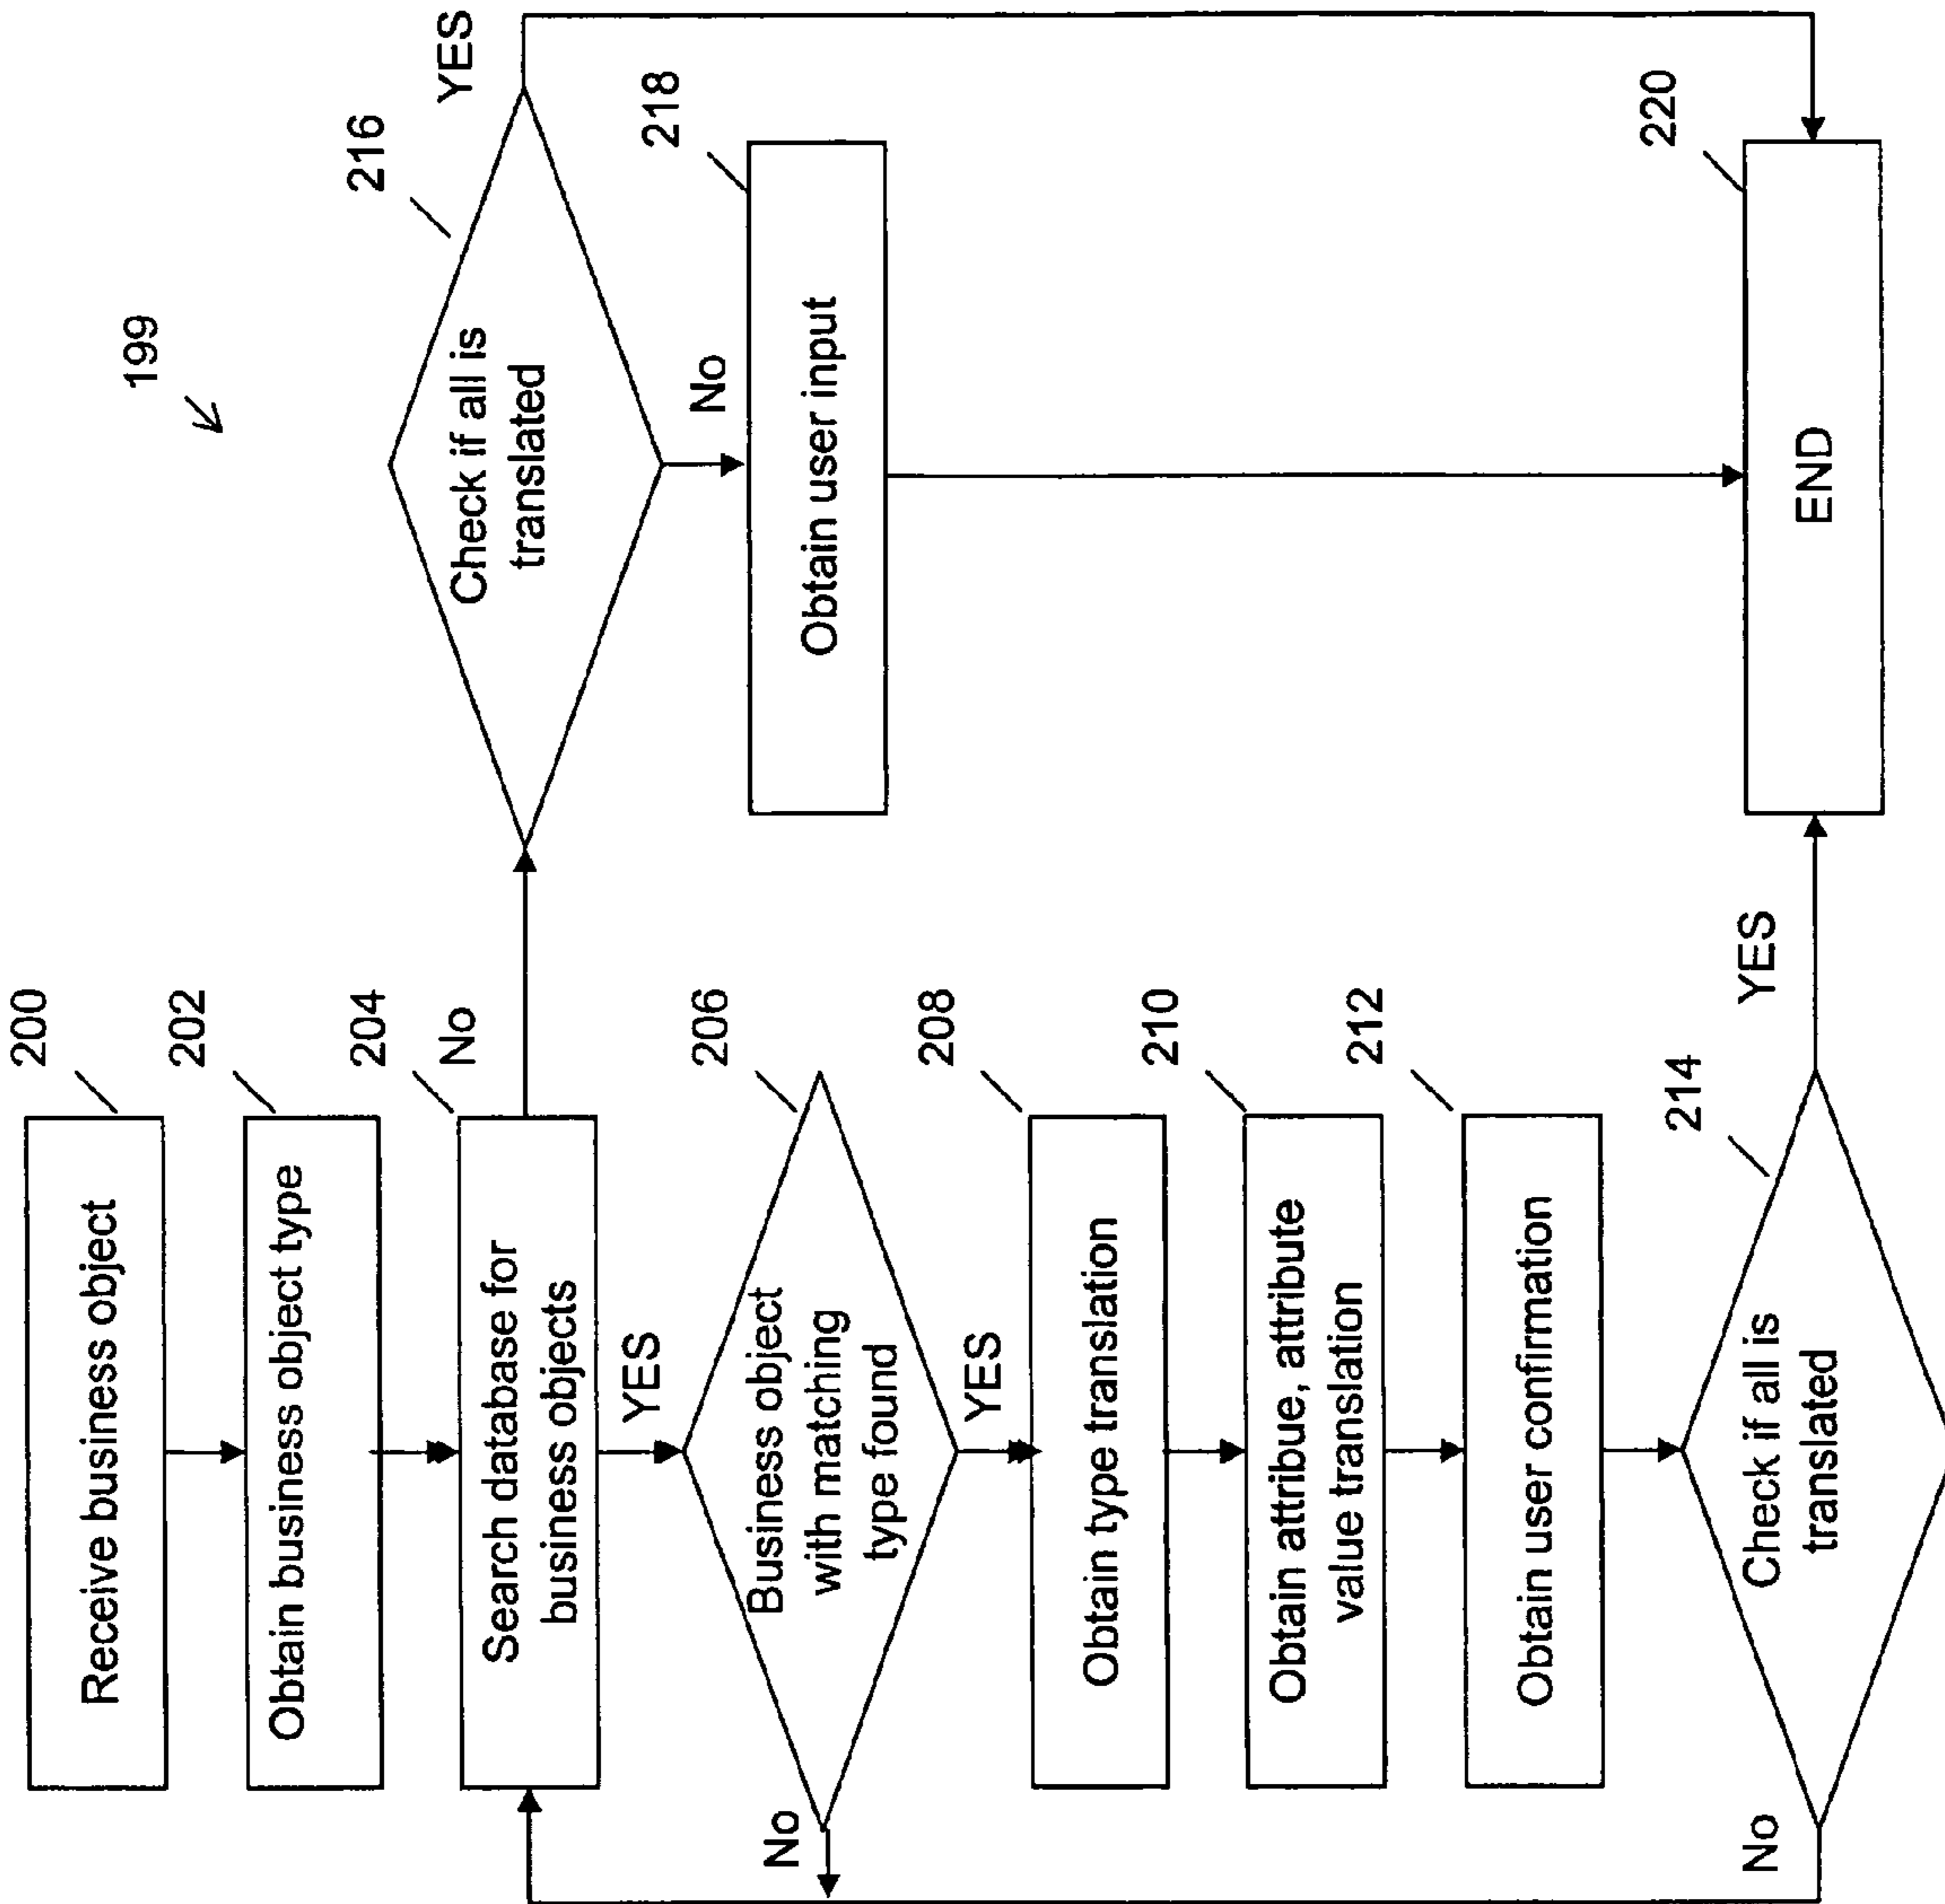 199
200
Receive business object
202
Obtain business object type
204
Search database for
business objects
No
YES
206
Business object
with matching
type found
No
YES
208
Obtain type translation
210
Obtain attribue, attribute
value translation
212
Obtain user confirmation
214
Check if all is
translated
No
YES
216
Check if all is
translated
YES
No
218
Obtain user input
220
END